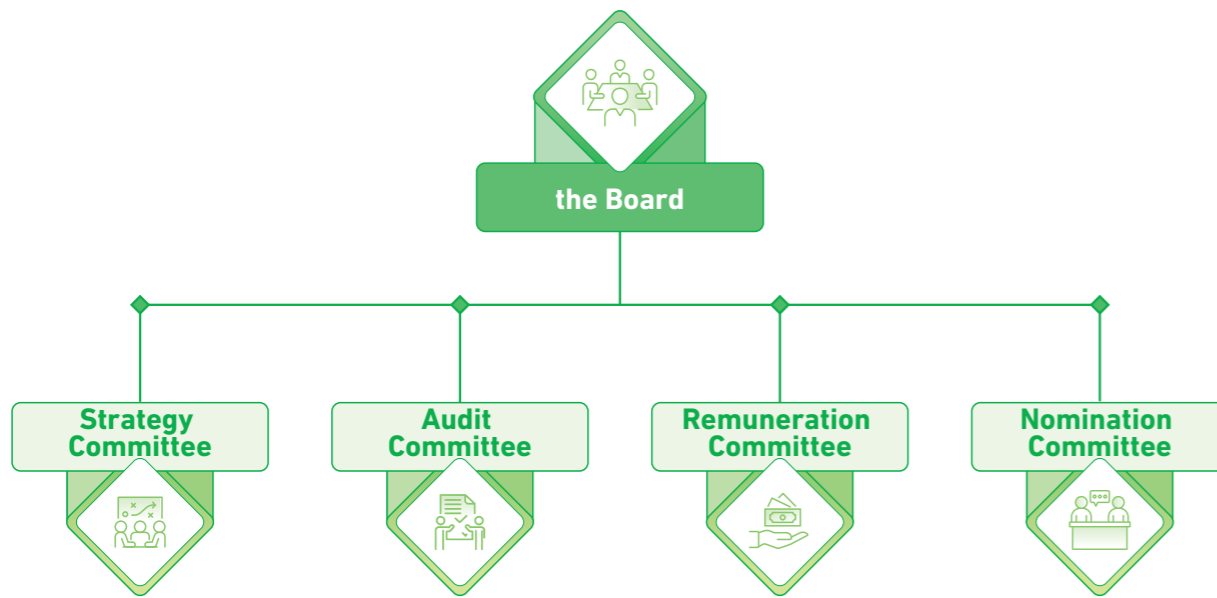 the Board
Strategy
Committee
Audit
Committee
Remuneration
Committee
Nomination
Committee